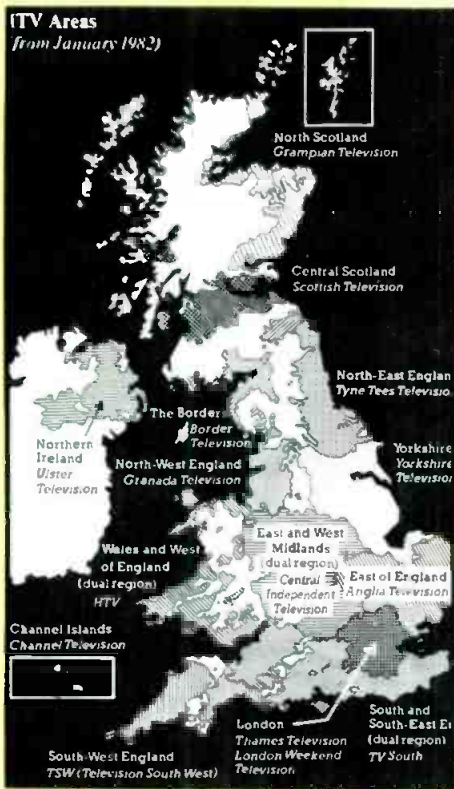 ITV Areas
from January 1982)
North Scotland
Grampian Television
Central Scotland
Scottish Television
North-East Englan
Tyne Tees Televisio
The Border
Border
Television
Northern
Ireland
Ulster
Television
North-West England
Granada Television
Yorkshire
Yorkshire
Television
East and West
Midlands
(dual region)
Central
Independent
Television
Wales and West
of England
(dual region)
HTV
East of England
Anglia Television
Channel Islands
Channel Television
London
Thames Television
London Weekend
Television
South and
South-East E
(dual region)
TV South
South-West England
TSW (Television South West)